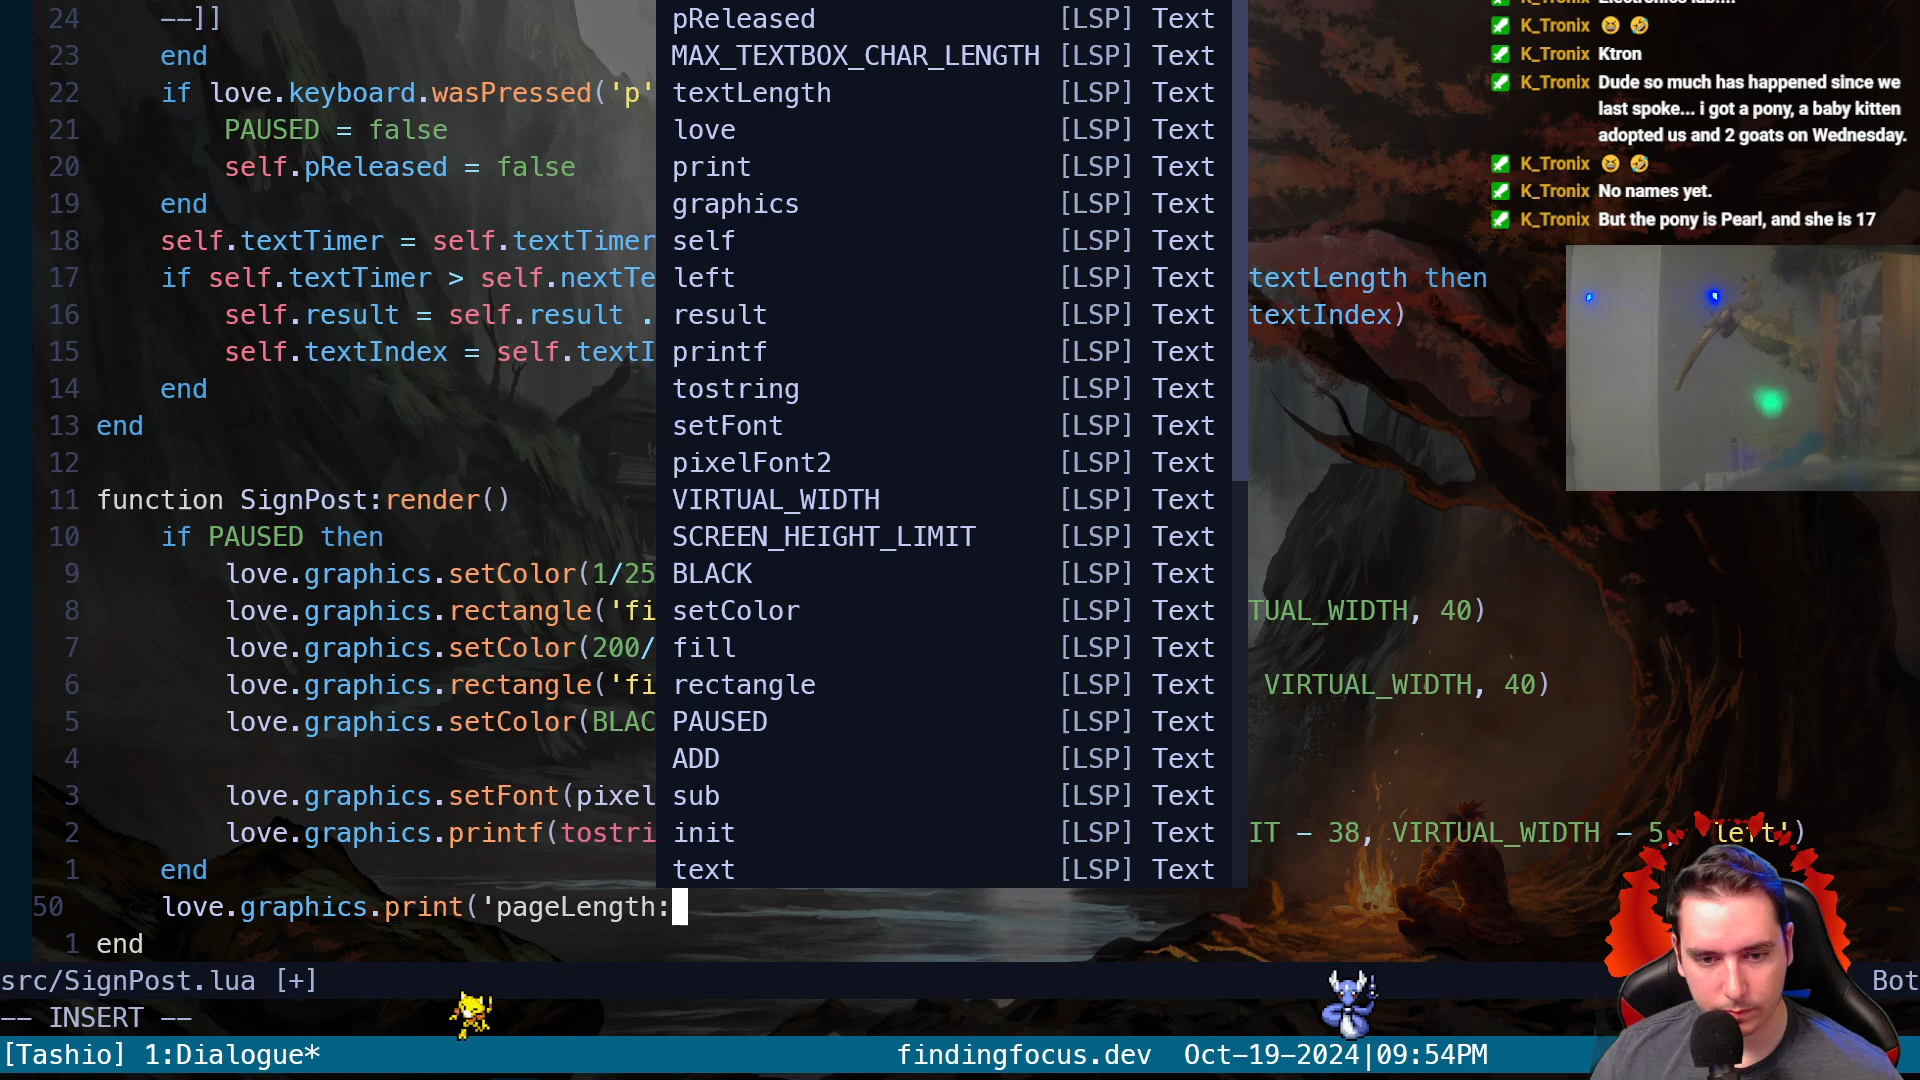 24 --]] pReleased [LSP] Text
23 end MAX_TEXTBOX_CHAR_LENGTH [LSP] Text
22 if love.keyboard.wasPressed('p' textLength [LSP] Text
21 PAUSED = false love [LSP] Text
20 self.pReleased = false print [LSP] Text
19 end graphics [LSP] Text
18 self.textTimer = self.textTimer self [LSP] Text
17 if self.textTimer > self.nextTe left [LSP] Text textLength then
16 self.result = self.result . result [LSP] Text textIndex)
15 self.textIndex = self.textI printf [LSP] Text
14 end tostring [LSP] Text
13 end setFont [LSP] Text
12 pixelFont2 [LSP] Text
11 function SignPost:render() VIRTUAL_WIDTH [LSP] Text
10 if PAUSED then SCREEN_HEIGHT_LIMIT [LSP] Text
9 love.graphics.setColor(1/25 BLACK [LSP] Text
8 love.graphics.rectangle('fi setColor [LSP] Text TUAL_WIDTH, 40)
7 love.graphics.setColor(200/ fill [LSP] Text
6 love.graphics.rectangle('fi rectangle [LSP] Text VIRTUAL_WIDTH, 40)
5 love.graphics.setColor(BLAC PAUSED [LSP] Text
4 ADD [LSP] Text
3 love.graphics.setFont(pixel sub [LSP] Text
2 love.graphics.printf(tostri init [LSP] Text IT - 38, VIRTUAL_WIDTH - 5, 'left')
1 end text [LSP] Text
50 love.graphics.print('pageLength:
1 end
src/SignPost.lua [+] Bot
-- INSERT --
[Tashio] 1:Dialogue* findingfocus.dev Oct-19-2024|09:54PM
K_Tronix 😆 🤣
K_Tronix Ktron
K_Tronix Dude so much has happened since we
last spoke... i got a pony, a baby kitten
adopted us and 2 goats on Wednesday.
K_Tronix 😆 🤣
K_Tronix No names yet.
K_Tronix But the pony is Pearl, and she is 17